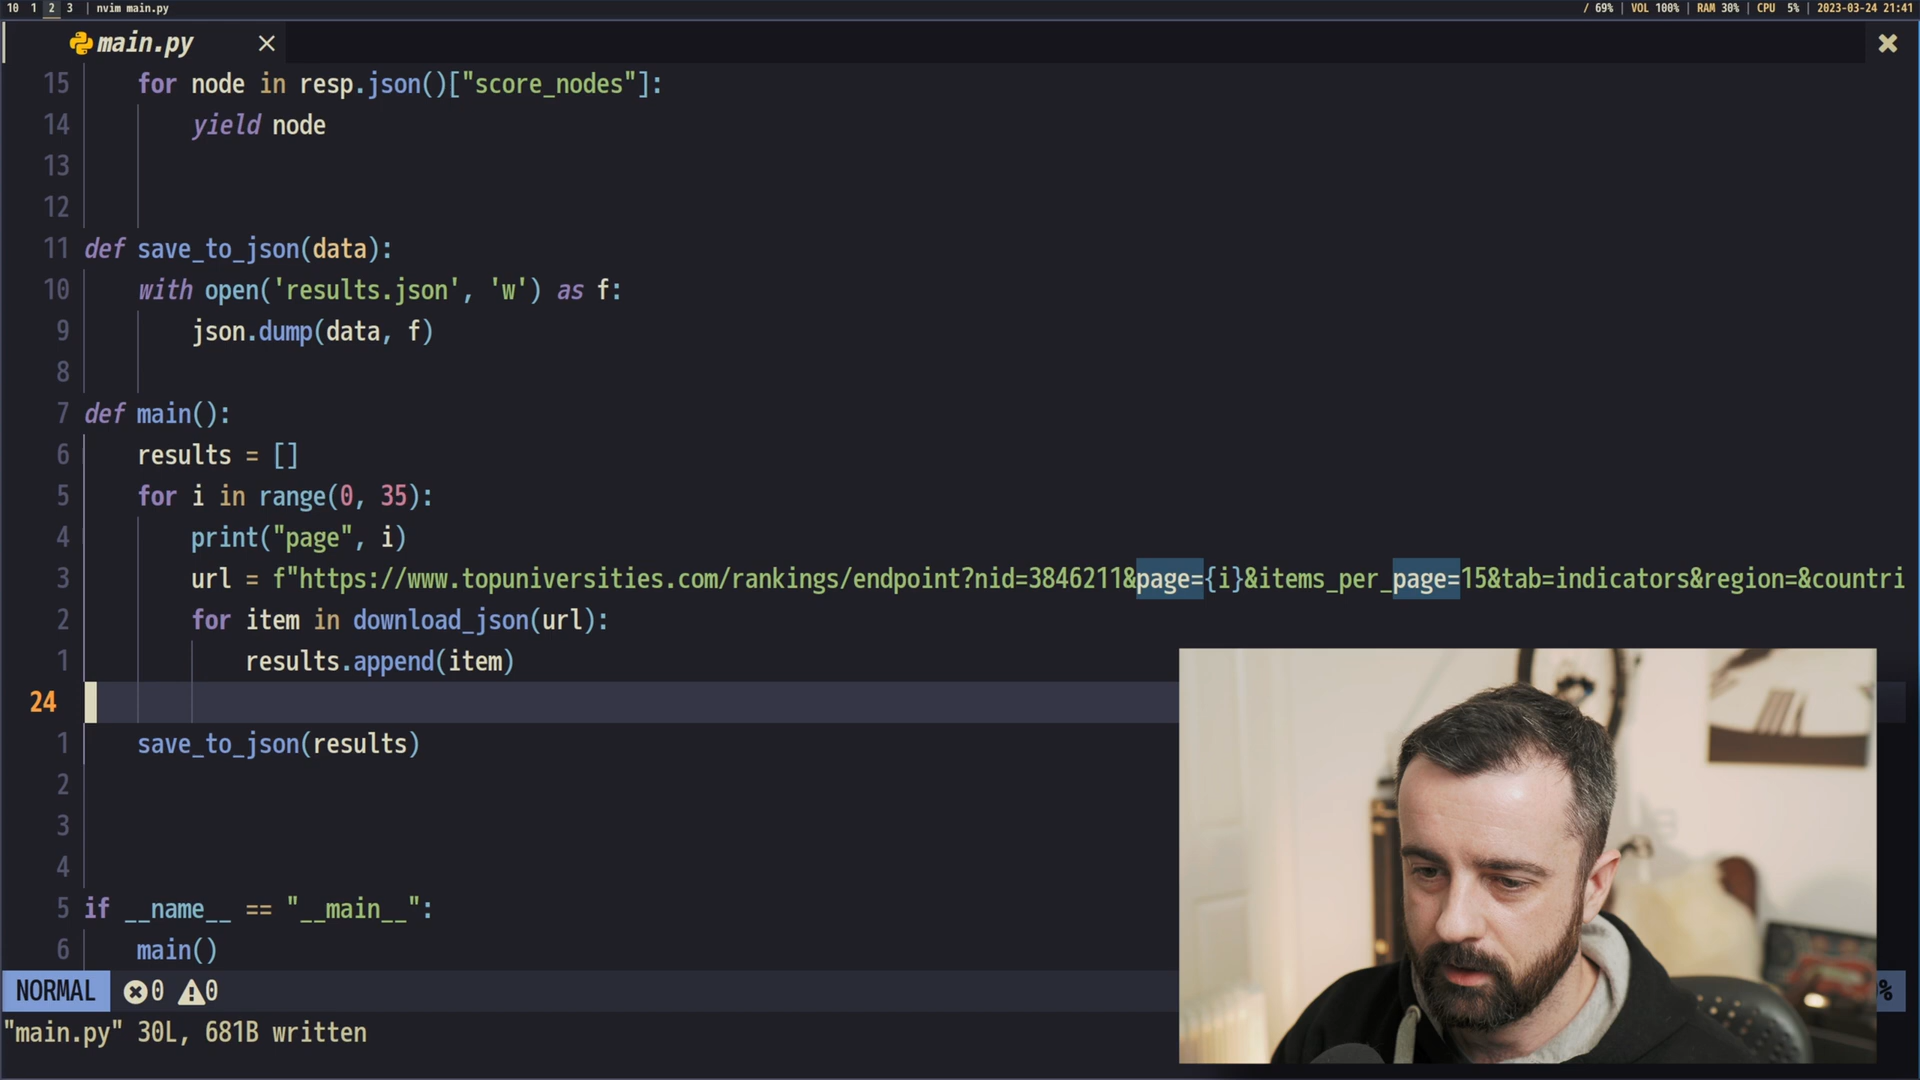 10 1 2 3 | nvim main.py
/ 69% | VOL 100% | RAM 30% | CPU 5% | 2023-03-24 21:41
main.py
15 for node in resp.json()["score_nodes"]:
14 yield node
13
12
11 def save_to_json(data):
10 with open('results.json', 'w') as f:
9 json.dump(data, f)
8
7 def main():
6 results = []
5 for i in range(0, 35):
4 print("page", i)
3 url = f"https://www.topuniversities.com/rankings/endpoint?nid=3846211&page={i}&items_per_page=15&tab=indicators&region=&countri
2 for item in download_json(url):
1 results.append(item)
24
1 save_to_json(results)
2
3
4
5 if __name__ == "__main__":
6 main()
NORMAL 0 0 %
"main.py" 30L, 681B written